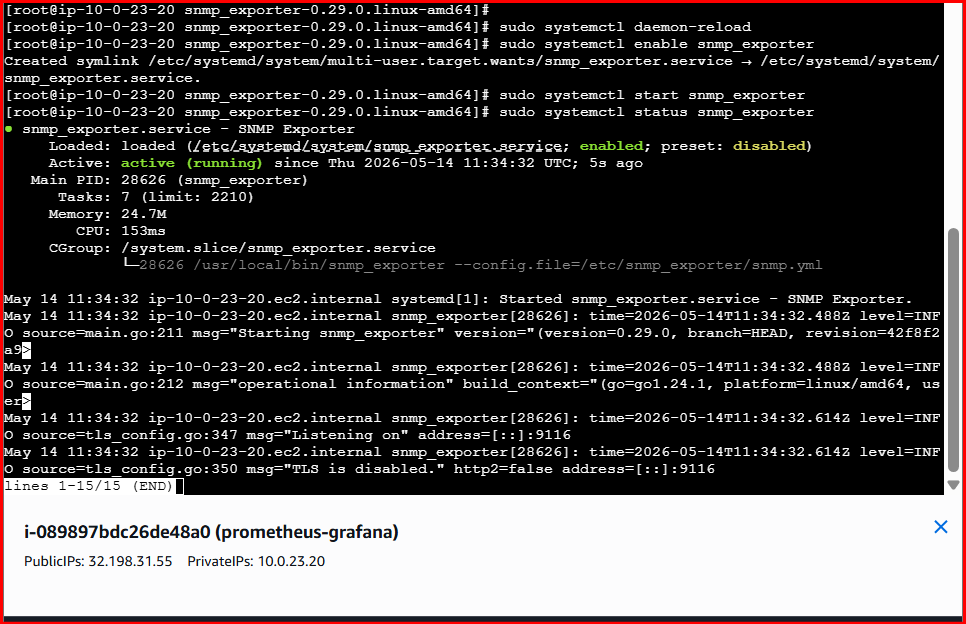 [root@ip-10-0-23-20 snmp_exporter-0.29.0.linux-amd64]#
[root@ip-10-0-23-20 snmp_exporter-0.29.0.linux-amd64]# sudo systemctl daemon-reload
[root@ip-10-0-23-20 snmp_exporter-0.29.0.linux-amd64]# sudo systemctl enable snmp_exporter
Created symlink /etc/systemd/system/multi-user.target.wants/snmp_exporter.service → /etc/systemd/system/
snmp_exporter.service.
[root@ip-10-0-23-20 snmp_exporter-0.29.0.linux-amd64]# sudo systemctl start snmp_exporter
[root@ip-10-0-23-20 snmp_exporter-0.29.0.linux-amd64]# sudo systemctl status snmp_exporter
● snmp_exporter.service - SNMP Exporter
     Loaded: loaded (/etc/systemd/system/snmp_exporter.service; enabled; preset: disabled)
     Active: active (running) since Thu 2026-05-14 11:34:32 UTC; 5s ago
   Main PID: 28626 (snmp_exporter)
      Tasks: 7 (limit: 2210)
     Memory: 24.7M
        CPU: 153ms
     CGroup: /system.slice/snmp_exporter.service
             └─28626 /usr/local/bin/snmp_exporter --config.file=/etc/snmp_exporter/snmp.yml
May 14 11:34:32 ip-10-0-23-20.ec2.internal systemd[1]: Started snmp_exporter.service - SNMP Exporter.
May 14 11:34:32 ip-10-0-23-20.ec2.internal snmp_exporter[28626]: time=2026-05-14T11:34:32.488Z level=INF
O source=main.go:211 msg="Starting snmp_exporter" version="(version=0.29.0, branch=HEAD, revision=42f8f2
a9>
May 14 11:34:32 ip-10-0-23-20.ec2.internal snmp_exporter[28626]: time=2026-05-14T11:34:32.488Z level=INF
O source=main.go:212 msg="operational information" build_context="(go=go1.24.1, platform=linux/amd64, us
er>
May 14 11:34:32 ip-10-0-23-20.ec2.internal snmp_exporter[28626]: time=2026-05-14T11:34:32.614Z level=INF
O source=tls_config.go:347 msg="Listening on" address=[::]:9116
May 14 11:34:32 ip-10-0-23-20.ec2.internal snmp_exporter[28626]: time=2026-05-14T11:34:32.614Z level=INF
O source=tls_config.go:350 msg="TLS is disabled." http2=false address=[::]:9116
lines 1-15/15 (END)
i-089897bdc26de48a0 (prometheus-grafana)
PublicIPs: 32.198.31.55 PrivateIPs: 10.0.23.20